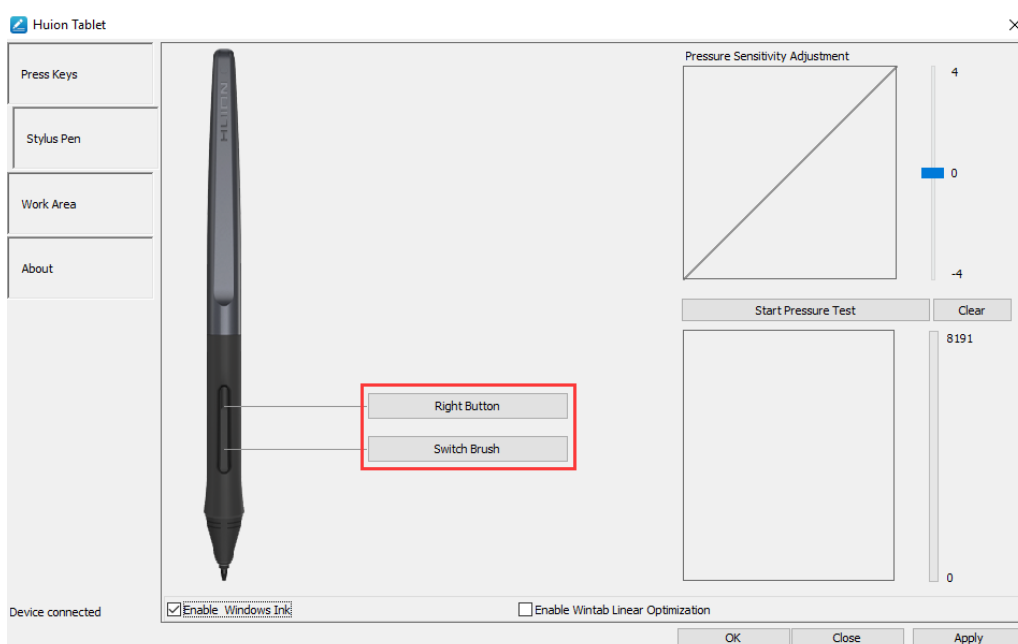 Huion Tablet
Press Keys
Stylus Pen
Work Area
About
Device connected
HUION
Right Button
Switch Brush
Pressure Sensitivity Adjustment
4
0
-4
Start Pressure Test
Clear
8191
0
Enable Windows Ink
Enable Wintab Linear Optimization
OK
Close
Apply